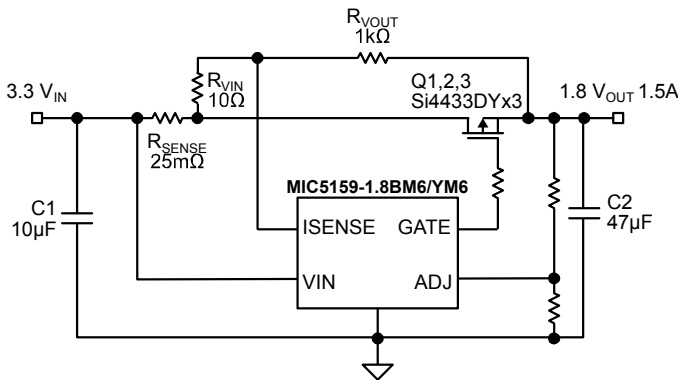 R_VOUT
1kΩ
3.3 V_IN
R_VIN
10Ω
Q1,2,3
Si4433DYx3
1.8 V_OUT 1.5A
R_SENSE
25mΩ
MIC5159-1.8BM6/YM6
C1
10µF
ISENSE GATE
VIN ADJ
C2
47µF